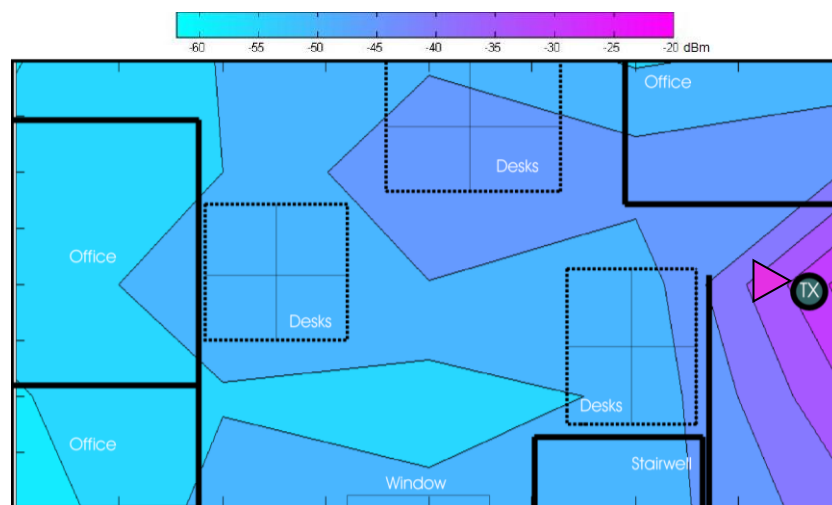 -60 -55 -50 -45 -40 -35 -30 -25 -20 dBm
Office
Desks
Office
TX
Desks
Desks
Office
Stairwell
Window